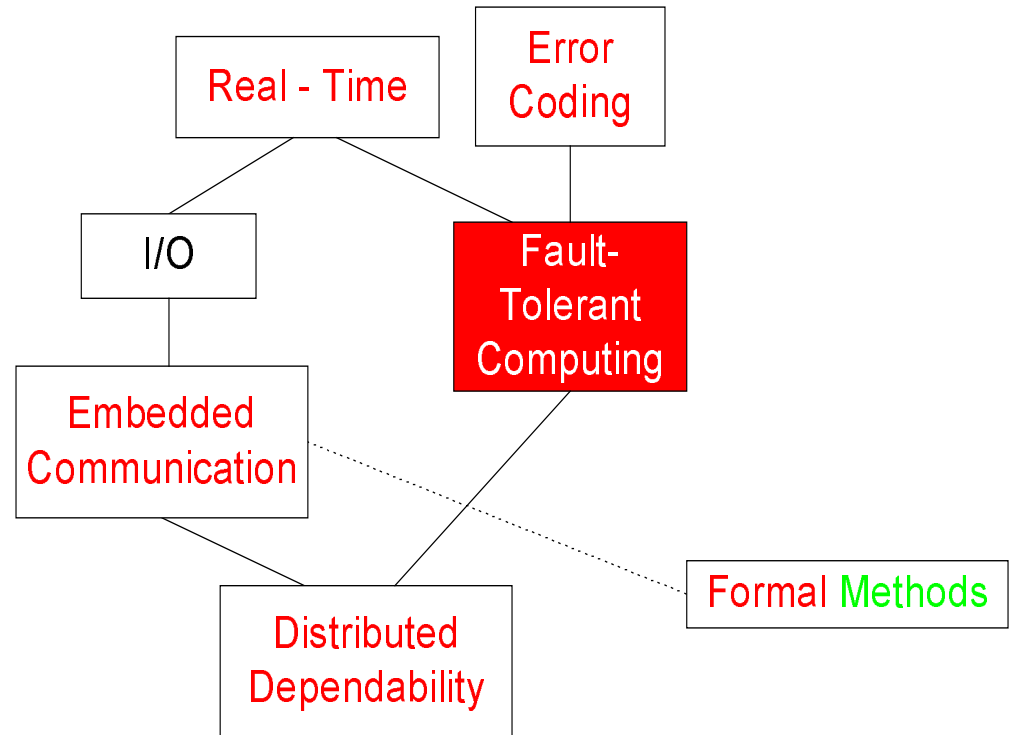 Real - Time
Error
Coding
I/O
Fault-
Tolerant
Computing
Embedded
Communication
Formal Methods
Distributed
Dependability